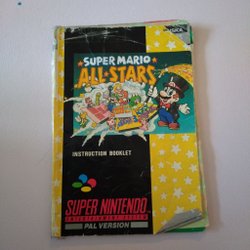 SUPER MARIO
ALL-STARS
INSTRUCTION BOOKLET
SUPER NINTENDO
ENTERTAINMENT SYSTEM
PAL VERSION